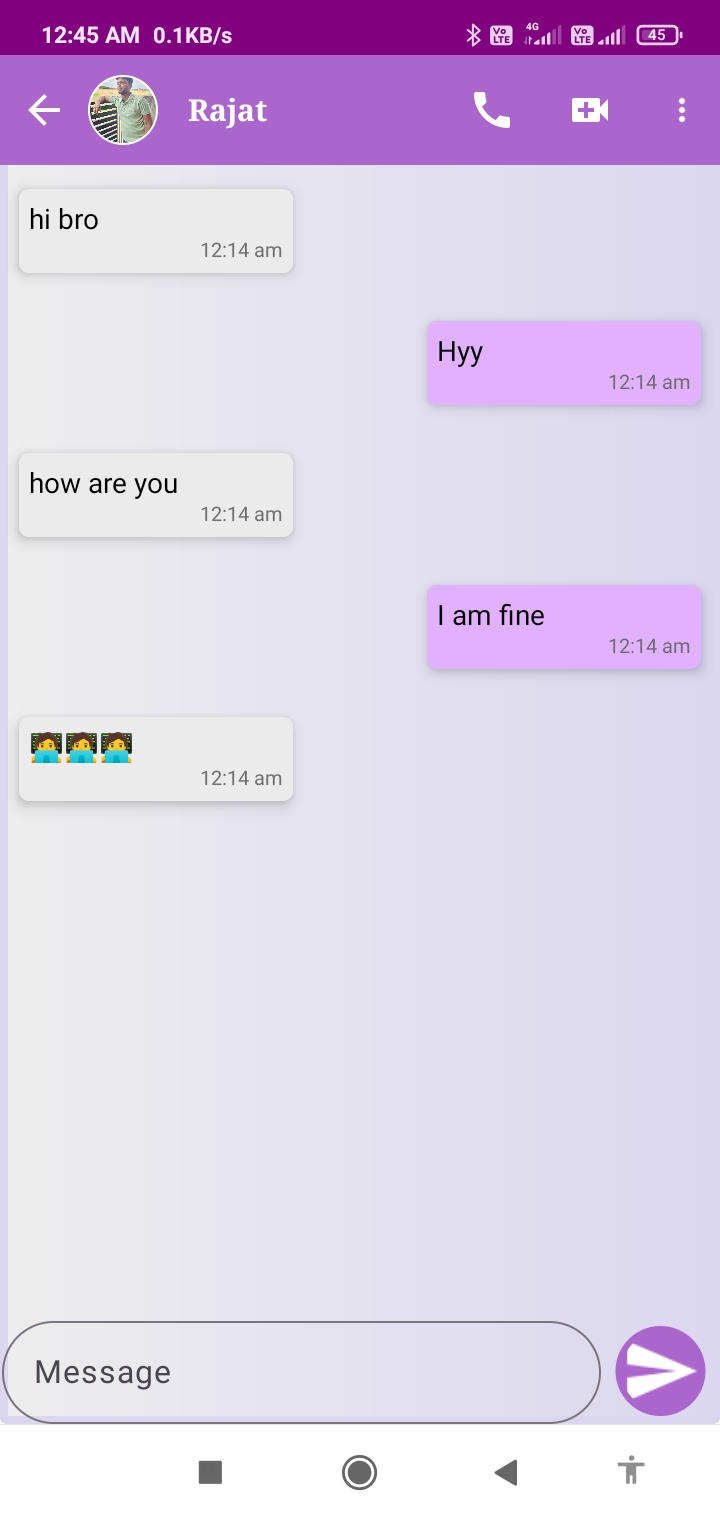 12:45 AM 0.1KB/s Vo LTE 4G Vo LTE 45
Rajat
hi bro
12:14 am
Hyy
12:14 am
how are you
12:14 am
I am fine
12:14 am
🧑‍💻🧑‍💻🧑‍💻
12:14 am
Message